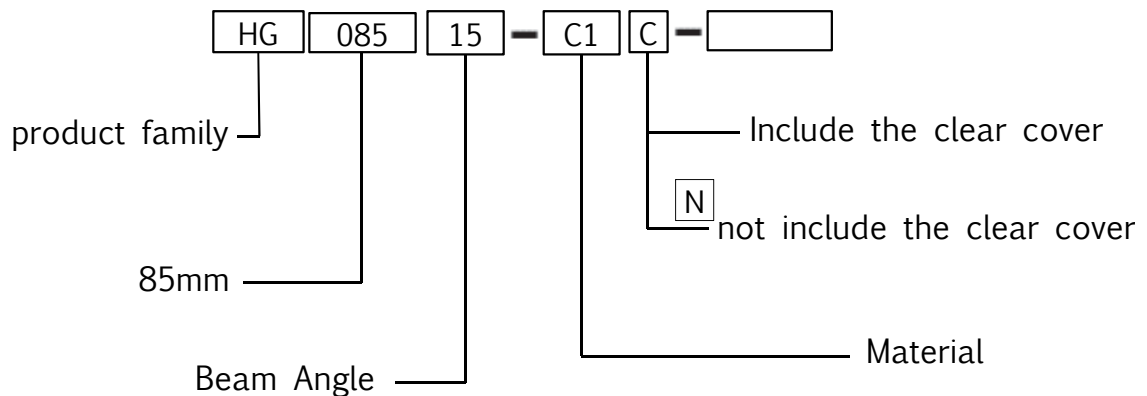 HG 085 15 - C1 C -
product family
Include the clear cover
N
not include the clear cover
85mm
Material
Beam Angle